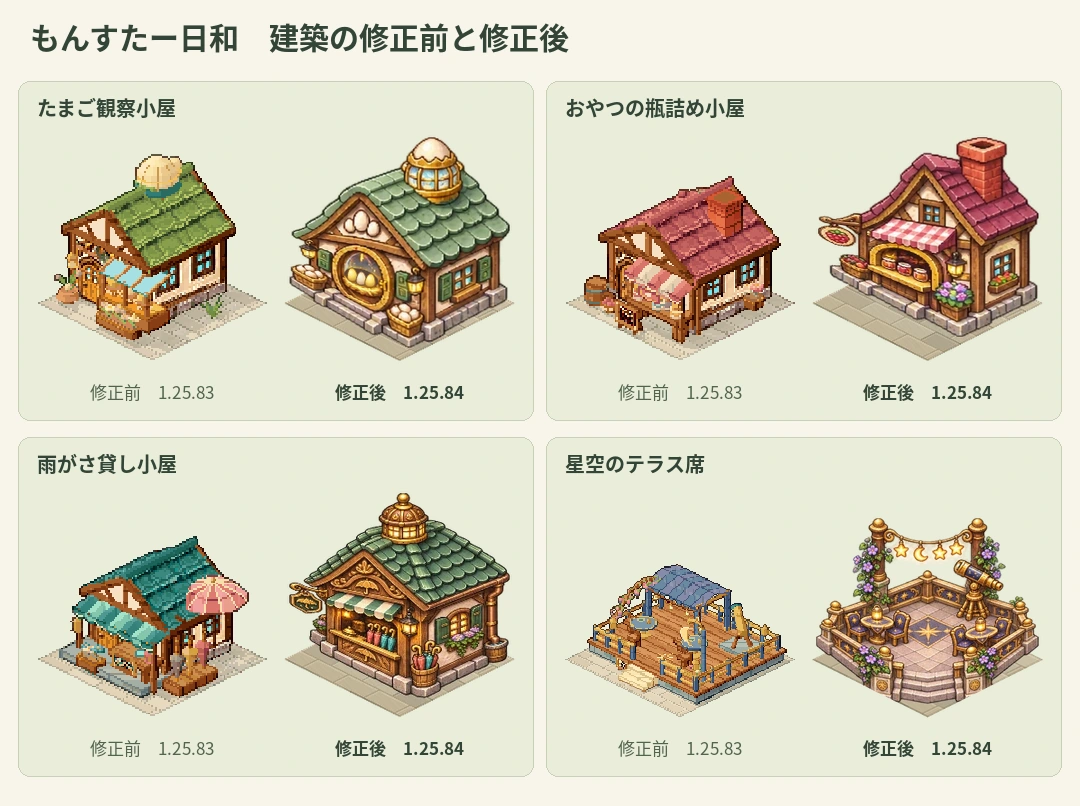 もんすたー日和　建築の修正前と修正後
たまご観察小屋
修正前　1.25.83
修正後　1.25.84
おやつの瓶詰め小屋
修正前　1.25.83
修正後　1.25.84
雨がさ貸し小屋
修正前　1.25.83
修正後　1.25.84
星空のテラス席
修正前　1.25.83
修正後　1.25.84